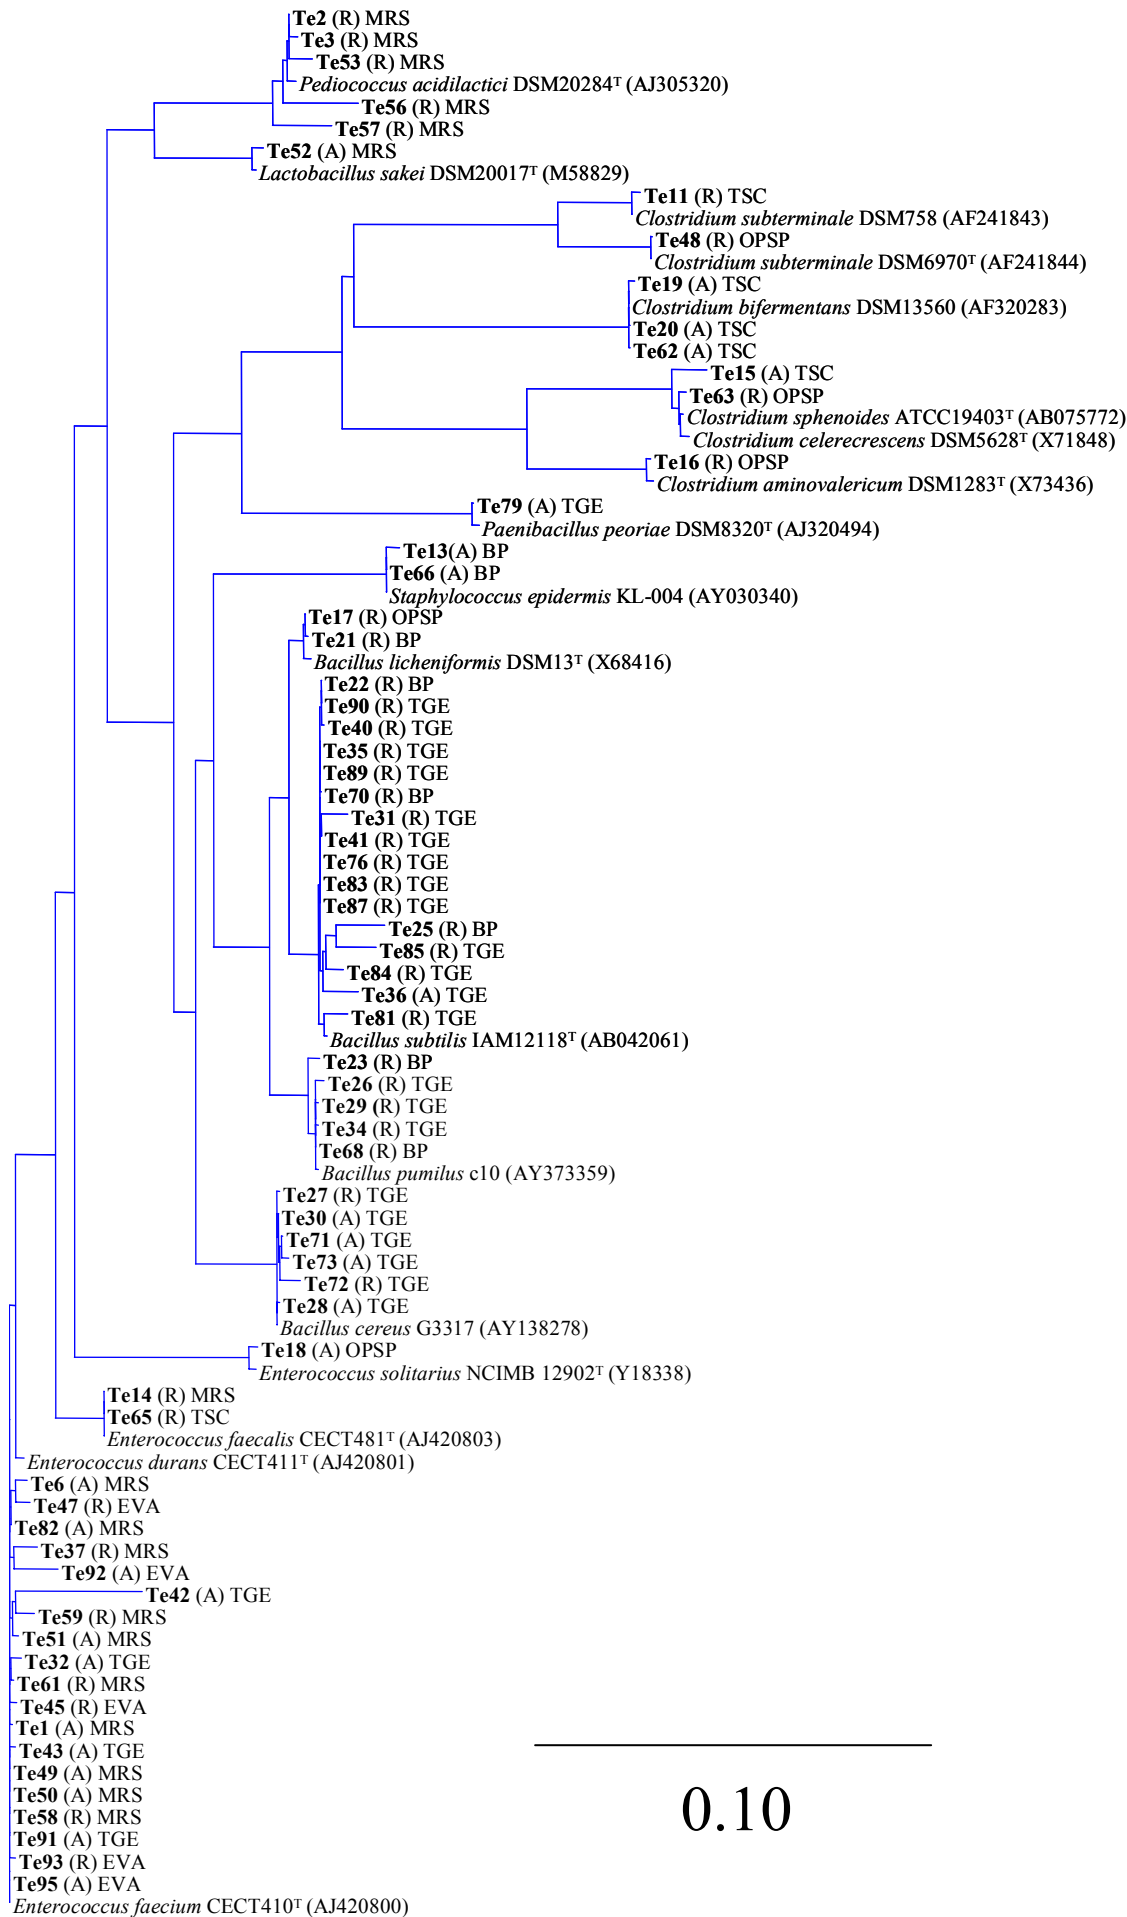 Te2 (R) MRS
Te3 (R) MRS
Te53 (R) MRS
Pediococcus acidilactici DSM20284ᵀ (AJ305320)
Te56 (R) MRS
Te57 (R) MRS
Te52 (A) MRS
Lactobacillus sakei DSM20017ᵀ (M58829)
Te11 (R) TSC
Clostridium subterminale DSM758 (AF241843)
Te48 (R) OPSP
Clostridium subterminale DSM6970ᵀ (AF241844)
Te19 (A) TSC
Clostridium bifermentans DSM13560 (AF320283)
Te20 (A) TSC
Te62 (A) TSC
Te15 (A) TSC
Te63 (R) OPSP
Clostridium sphenoides ATCC19403ᵀ (AB075772)
Clostridium celerecrescens DSM5628ᵀ (X71848)
Te16 (R) OPSP
Clostridium aminovalericum DSM1283ᵀ (X73436)
Te79 (A) TGE
Paenibacillus peoriae DSM8320ᵀ (AJ320494)
Te13(A) BP
Te66 (A) BP
Staphylococcus epidermis KL-004 (AY030340)
Te17 (R) OPSP
Te21 (R) BP
Bacillus licheniformis DSM13ᵀ (X68416)
Te22 (R) BP
Te90 (R) TGE
Te40 (R) TGE
Te35 (R) TGE
Te89 (R) TGE
Te70 (R) BP
Te31 (R) TGE
Te41 (R) TGE
Te76 (R) TGE
Te83 (R) TGE
Te87 (R) TGE
Te25 (R) BP
Te85 (R) TGE
Te84 (R) TGE
Te36 (A) TGE
Te81 (R) TGE
Bacillus subtilis IAM12118ᵀ (AB042061)
Te23 (R) BP
Te26 (R) TGE
Te29 (R) TGE
Te34 (R) TGE
Te68 (R) BP
Bacillus pumilus c10 (AY373359)
Te27 (R) TGE
Te30 (A) TGE
Te71 (A) TGE
Te73 (A) TGE
Te72 (R) TGE
Te28 (A) TGE
Bacillus cereus G3317 (AY138278)
Te18 (A) OPSP
Enterococcus solitarius NCIMB 12902ᵀ (Y18338)
Te14 (R) MRS
Te65 (R) TSC
Enterococcus faecalis CECT481ᵀ (AJ420803)
Enterococcus durans CECT411ᵀ (AJ420801)
Te6 (A) MRS
Te47 (R) EVA
Te82 (A) MRS
Te37 (R) MRS
Te92 (A) EVA
Te42 (A) TGE
Te59 (R) MRS
Te51 (A) MRS
Te32 (A) TGE
Te61 (R) MRS
Te45 (R) EVA
Te1 (A) MRS
Te43 (A) TGE
Te49 (A) MRS
Te50 (A) MRS
Te58 (R) MRS
Te91 (A) TGE
Te93 (R) EVA
Te95 (A) EVA
Enterococcus faecium CECT410ᵀ (AJ420800)
0.10